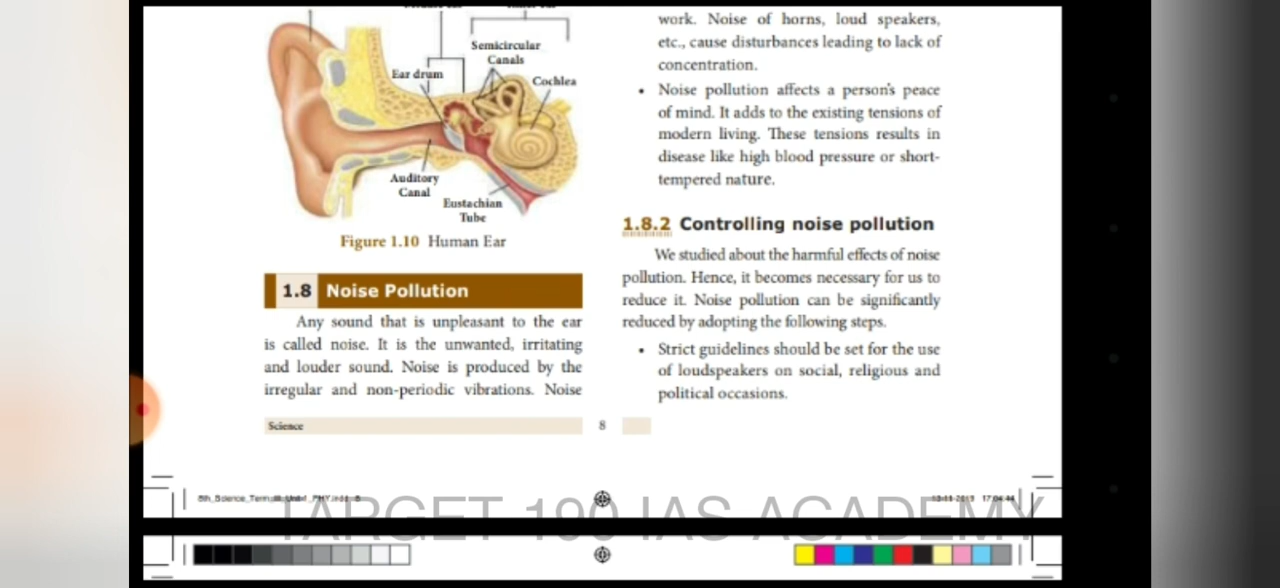 Semicircular
Canals
Ear drum
Cochlea
Auditory
Canal
Eustachian
Tube
Figure 1.10 Human Ear
1.8 Noise Pollution
Any sound that is unpleasant to the ear
is called noise. It is the unwanted, irritating
and louder sound. Noise is produced by the
irregular and non-periodic vibrations. Noise
work. Noise of horns, loud speakers,
etc., cause disturbances leading to lack of
concentration.
• Noise pollution affects a person's peace
of mind. It adds to the existing tensions of
modern living. These tensions results in
disease like high blood pressure or short-
tempered nature.
1.8.2 Controlling noise pollution
We studied about the harmful effects of noise
pollution. Hence, it becomes necessary for us to
reduce it. Noise pollution can be significantly
reduced by adopting the following steps.
• Strict guidelines should be set for the use
of loudspeakers on social, religious and
political occasions.
Science
8
TARGET 190 IAS ACADEMY